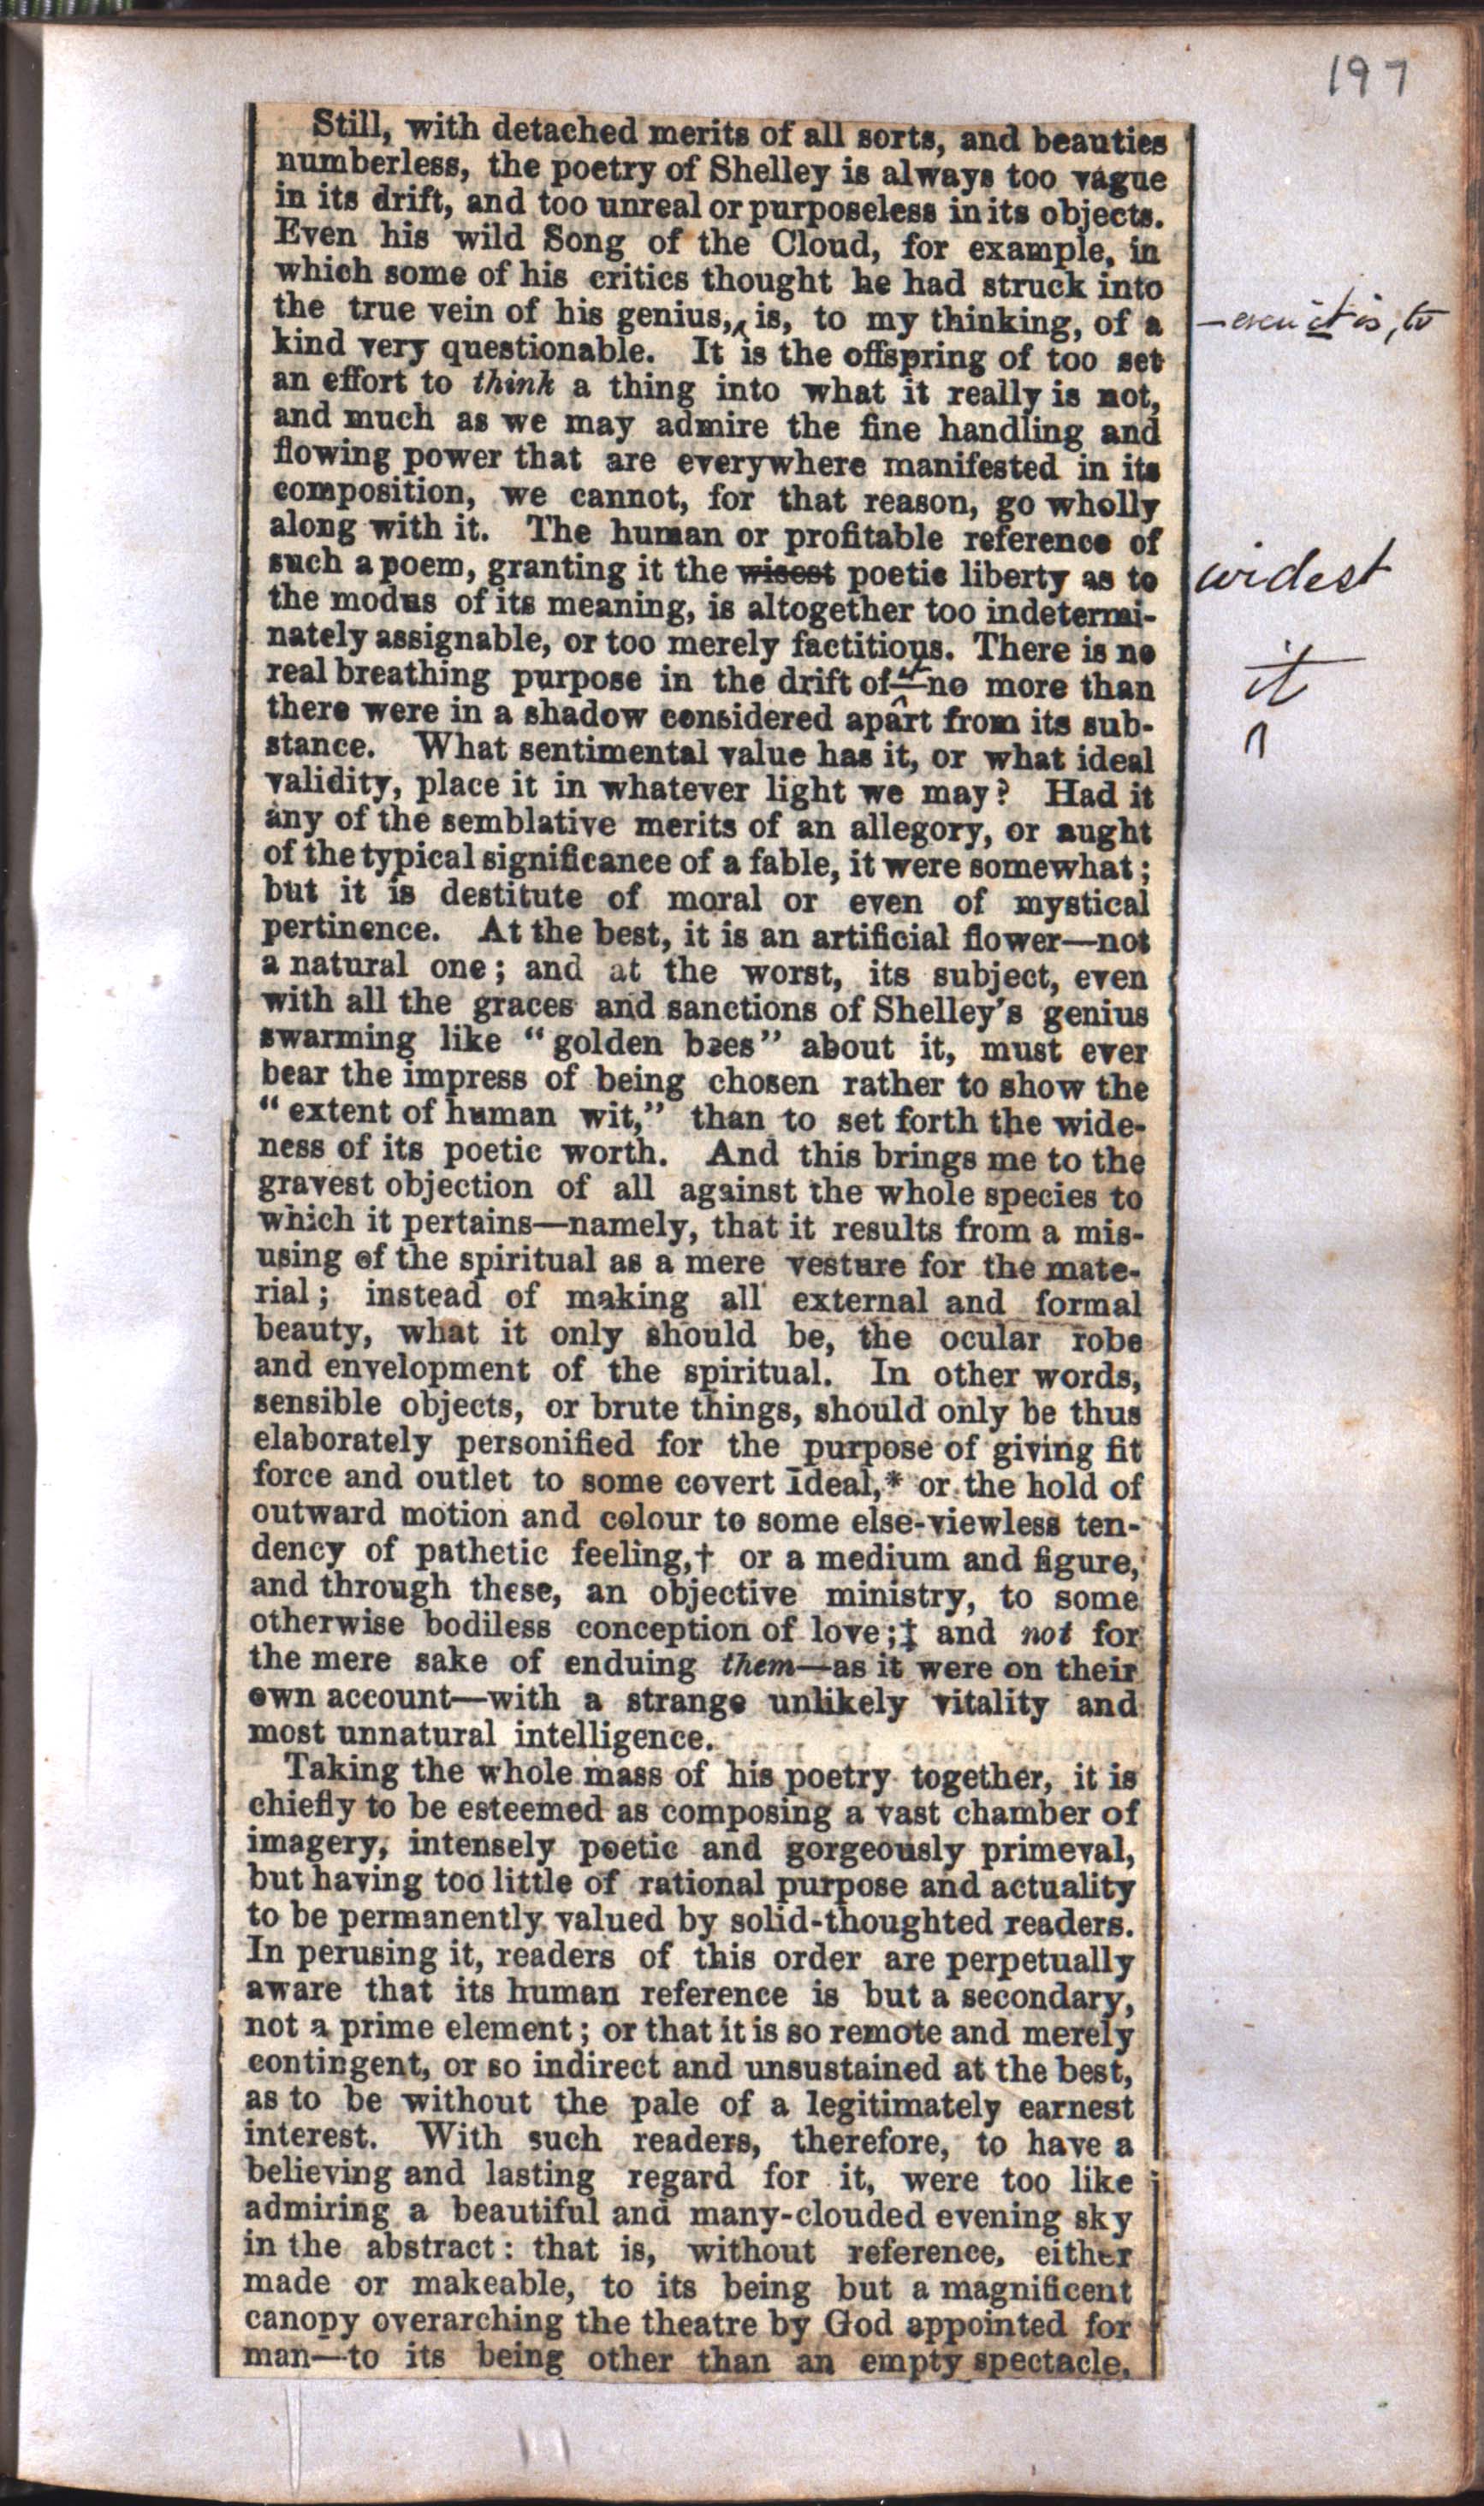 197
Still, with detached merits of all sorts, and beauties
numberless, the poetry of Shelley is always too vague
in its drift, and too unreal or purposeless in its objects.
Even his wild Song of the Cloud, for example, in
which some of his critics thought he had struck into
the true vein of his genius,‸ is, to my thinking, of a
—even it is, to
kind very questionable. It is the offspring of too set
an effort to think a thing into what it really is not,
and much as we may admire the fine handling and
flowing power that are everywhere manifested in its
composition, we cannot, for that reason, go wholly
along with it. The human or profitable reference of
such a poem, granting it the wisest poetic liberty as to
widest
the modus of its meaning, is altogether too indetermi-
nately assignable, or too merely factitious. There is no
real breathing purpose in the drift of—no more than
it
‸
there were in a shadow considered apart from its sub-
stance. What sentimental value has it, or what ideal
validity, place it in whatever light we may? Had it
any of the semblative merits of an allegory, or aught
of the typical significance of a fable, it were somewhat;
but it is destitute of moral or even of mystical
pertinence. At the best, it is an artificial flower—not
a natural one; and at the worst, its subject, even
with all the graces and sanctions of Shelley's genius
swarming like "golden bees" about it, must ever
bear the impress of being chosen rather to show the
"extent of human wit," than to set forth the wide-
ness of its poetic worth. And this brings me to the
gravest objection of all against the whole species to
which it pertains—namely, that it results from a mis-
using of the spiritual as a mere vesture for the mate-
rial; instead of making all external and formal
beauty, what it only should be, the ocular robe
and envelopment of the spiritual. In other words,
sensible objects, or brute things, should only be thus
elaborately personified for the purpose of giving fit
force and outlet to some covert Ideal,* or the hold of
outward motion and colour to some else-viewless ten-
dency of pathetic feeling,† or a medium and figure,
and through these, an objective ministry, to some
otherwise bodiless conception of love;‡ and not for
the mere sake of enduing them—as it were on their
own account—with a strange unlikely vitality and
most unnatural intelligence.
Taking the whole mass of his poetry together, it is
chiefly to be esteemed as composing a vast chamber of
imagery, intensely poetic and gorgeously primeval,
but having too little of rational purpose and actuality
to be permanently valued by solid-thoughted readers.
In perusing it, readers of this order are perpetually
aware that its human reference is but a secondary,
not a prime element; or that it is so remote and merely
contingent, or so indirect and unsustained at the best,
as to be without the pale of a legitimately earnest
interest. With such readers, therefore, to have a
believing and lasting regard for it, were too like
admiring a beautiful and many-clouded evening sky
in the abstract: that is, without reference, either
made or makeable, to its being but a magnificent
canopy overarching the theatre by God appointed for
man—to its being other than an empty spectacle.